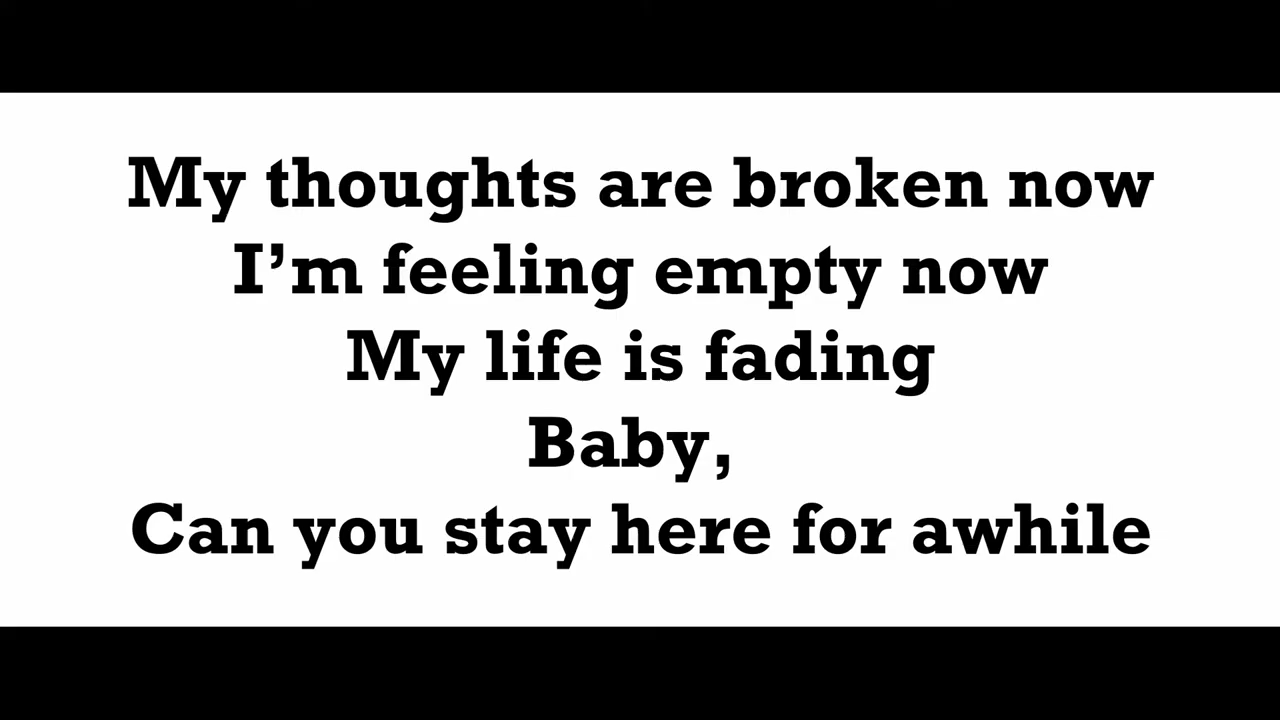 My thoughts are broken now
I’m feeling empty now
My life is fading
Baby,
Can you stay here for awhile